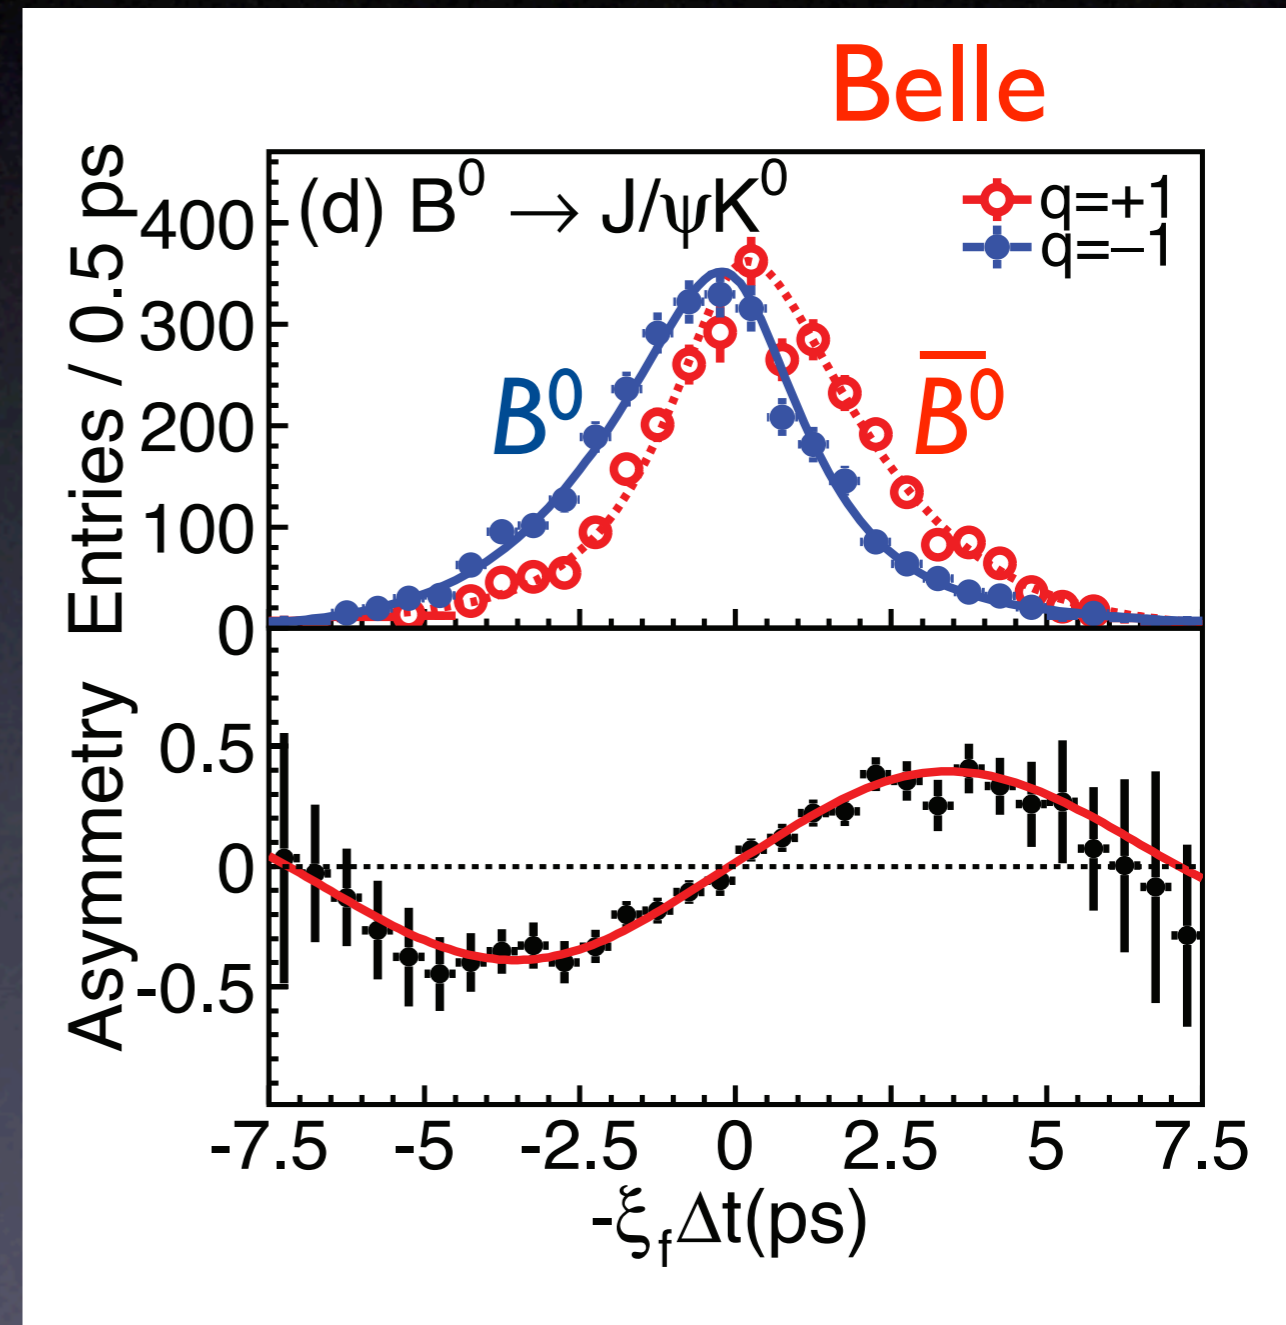 Belle
(d) B⁰ → J/ψK⁰
q=+1
q=−1
B⁰
B̅⁰
Entries / 0.5 ps
400
300
200
100
0
Asymmetry
0.5
0
-0.5
-7.5 -5 -2.5 0 2.5 5 7.5
-ξfΔt(ps)